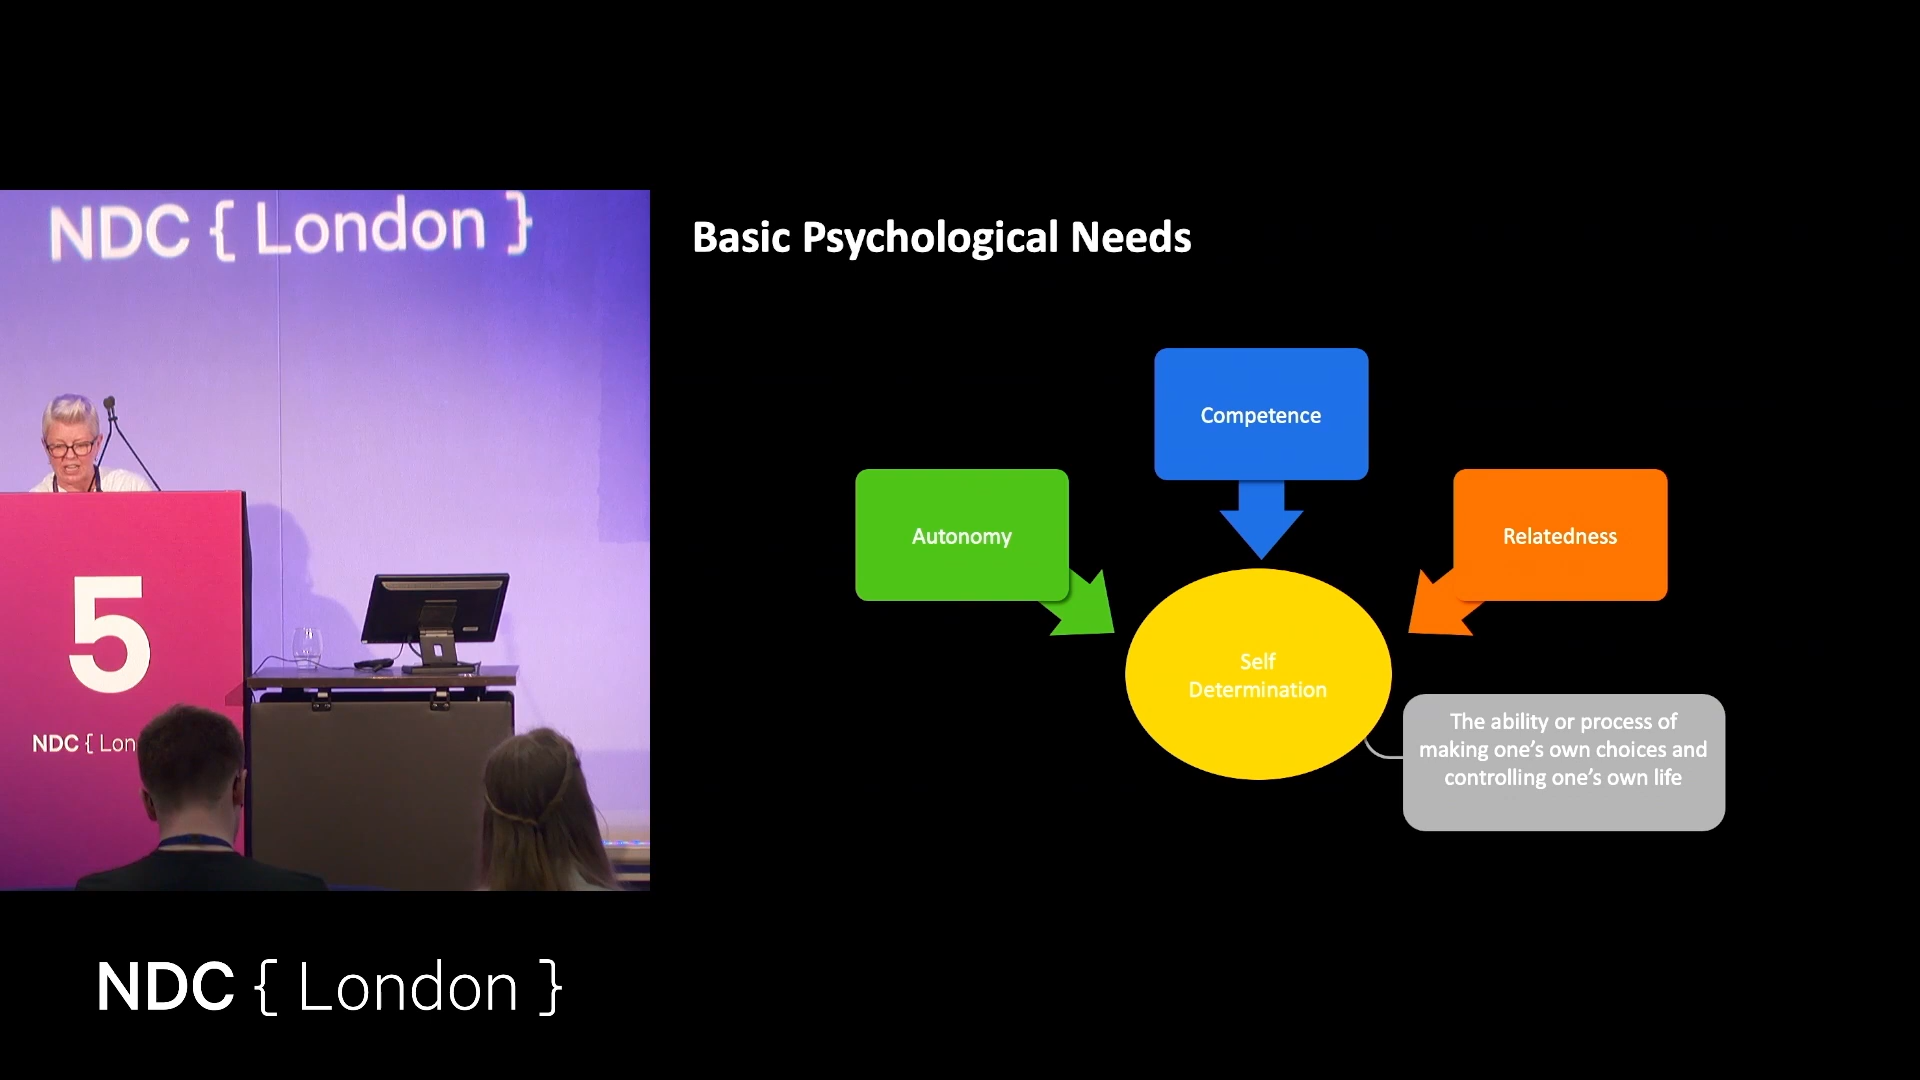 NDC { London }
Basic Psychological Needs
Competence
Autonomy
Relatedness
Self
Determination
The ability or process of
making one's own choices and
controlling one's own life
5
NDC { Lon
NDC { London }